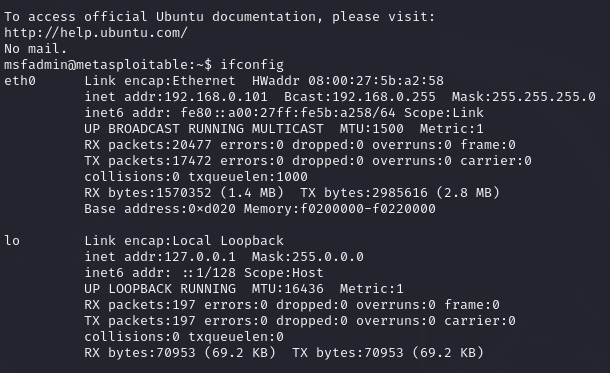 To access official Ubuntu documentation, please visit:
http://help.ubuntu.com/
No mail.
msfadmin@metasploitable:~$ ifconfig
eth0      Link encap:Ethernet  HWaddr 08:00:27:5b:a2:58
          inet addr:192.168.0.101  Bcast:192.168.0.255  Mask:255.255.255.0
          inet6 addr: fe80::a00:27ff:fe5b:a258/64 Scope:Link
          UP BROADCAST RUNNING MULTICAST  MTU:1500  Metric:1
          RX packets:20477 errors:0 dropped:0 overruns:0 frame:0
          TX packets:17472 errors:0 dropped:0 overruns:0 carrier:0
          collisions:0 txqueuelen:1000
          RX bytes:1570352 (1.4 MB)  TX bytes:2985616 (2.8 MB)
          Base address:0xd020 Memory:f0200000-f0220000

lo        Link encap:Local Loopback
          inet addr:127.0.0.1  Mask:255.0.0.0
          inet6 addr: ::1/128 Scope:Host
          UP LOOPBACK RUNNING  MTU:16436  Metric:1
          RX packets:197 errors:0 dropped:0 overruns:0 frame:0
          TX packets:197 errors:0 dropped:0 overruns:0 carrier:0
          collisions:0 txqueuelen:0
          RX bytes:70953 (69.2 KB)  TX bytes:70953 (69.2 KB)